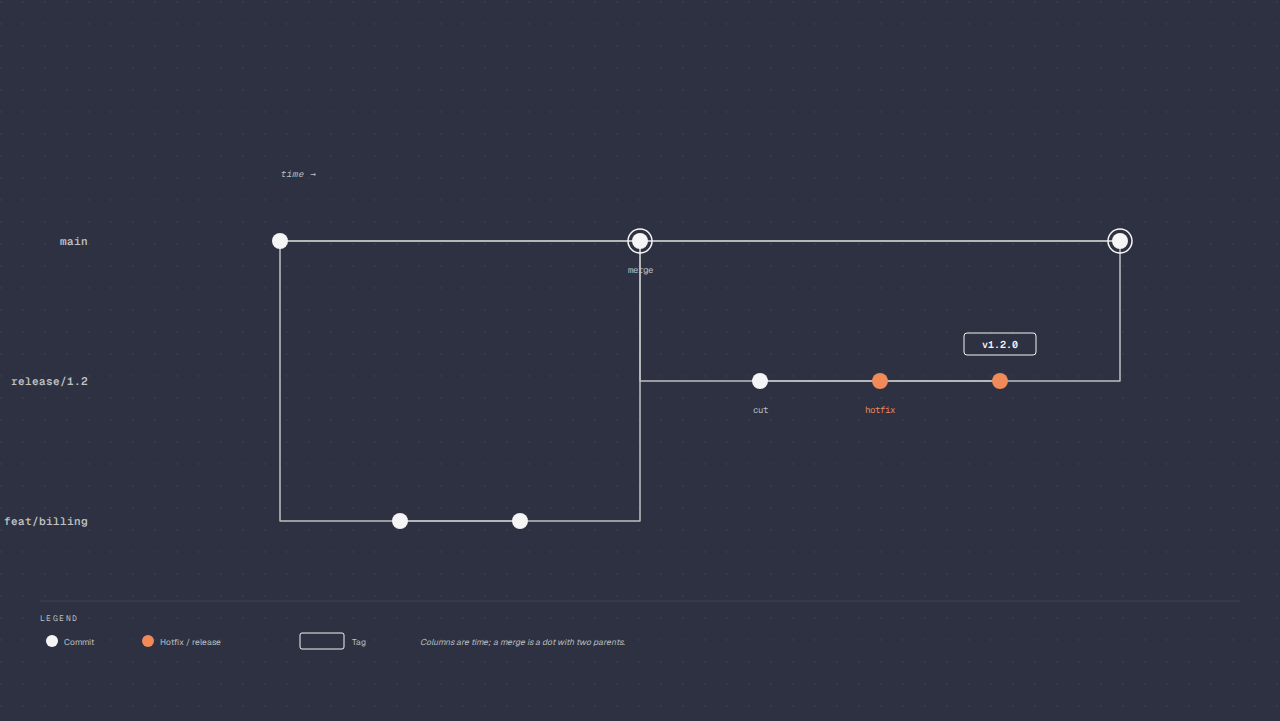 time →
main
merge
v1.2.0
release/1.2
cut
hotfix
feat/billing
LEGEND
Commit
Hotfix / release
Tag
Columns are time; a merge is a dot with two parents.